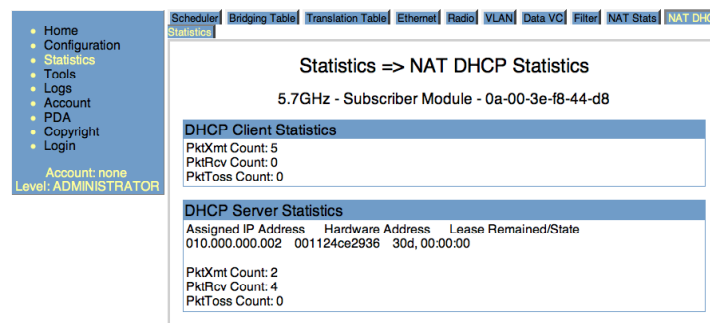 Scheduler Bridging Table Translation Table Ethernet Radio VLAN Data VC Filter NAT Stats NAT DHC
Statistics
Home
Configuration
Statistics
Tools
Logs
Account
PDA
Copyright
Login
Account: none
Level: ADMINISTRATOR
Statistics => NAT DHCP Statistics
5.7GHz - Subscriber Module - 0a-00-3e-f8-44-d8
DHCP Client Statistics
PktXmt Count: 5
PktRcv Count: 0
PktToss Count: 0
DHCP Server Statistics
Assigned IP Address Hardware Address Lease Remained/State
010.000.000.002 001124ce2936 30d, 00:00:00
PktXmt Count: 2
PktRcv Count: 4
PktToss Count: 0